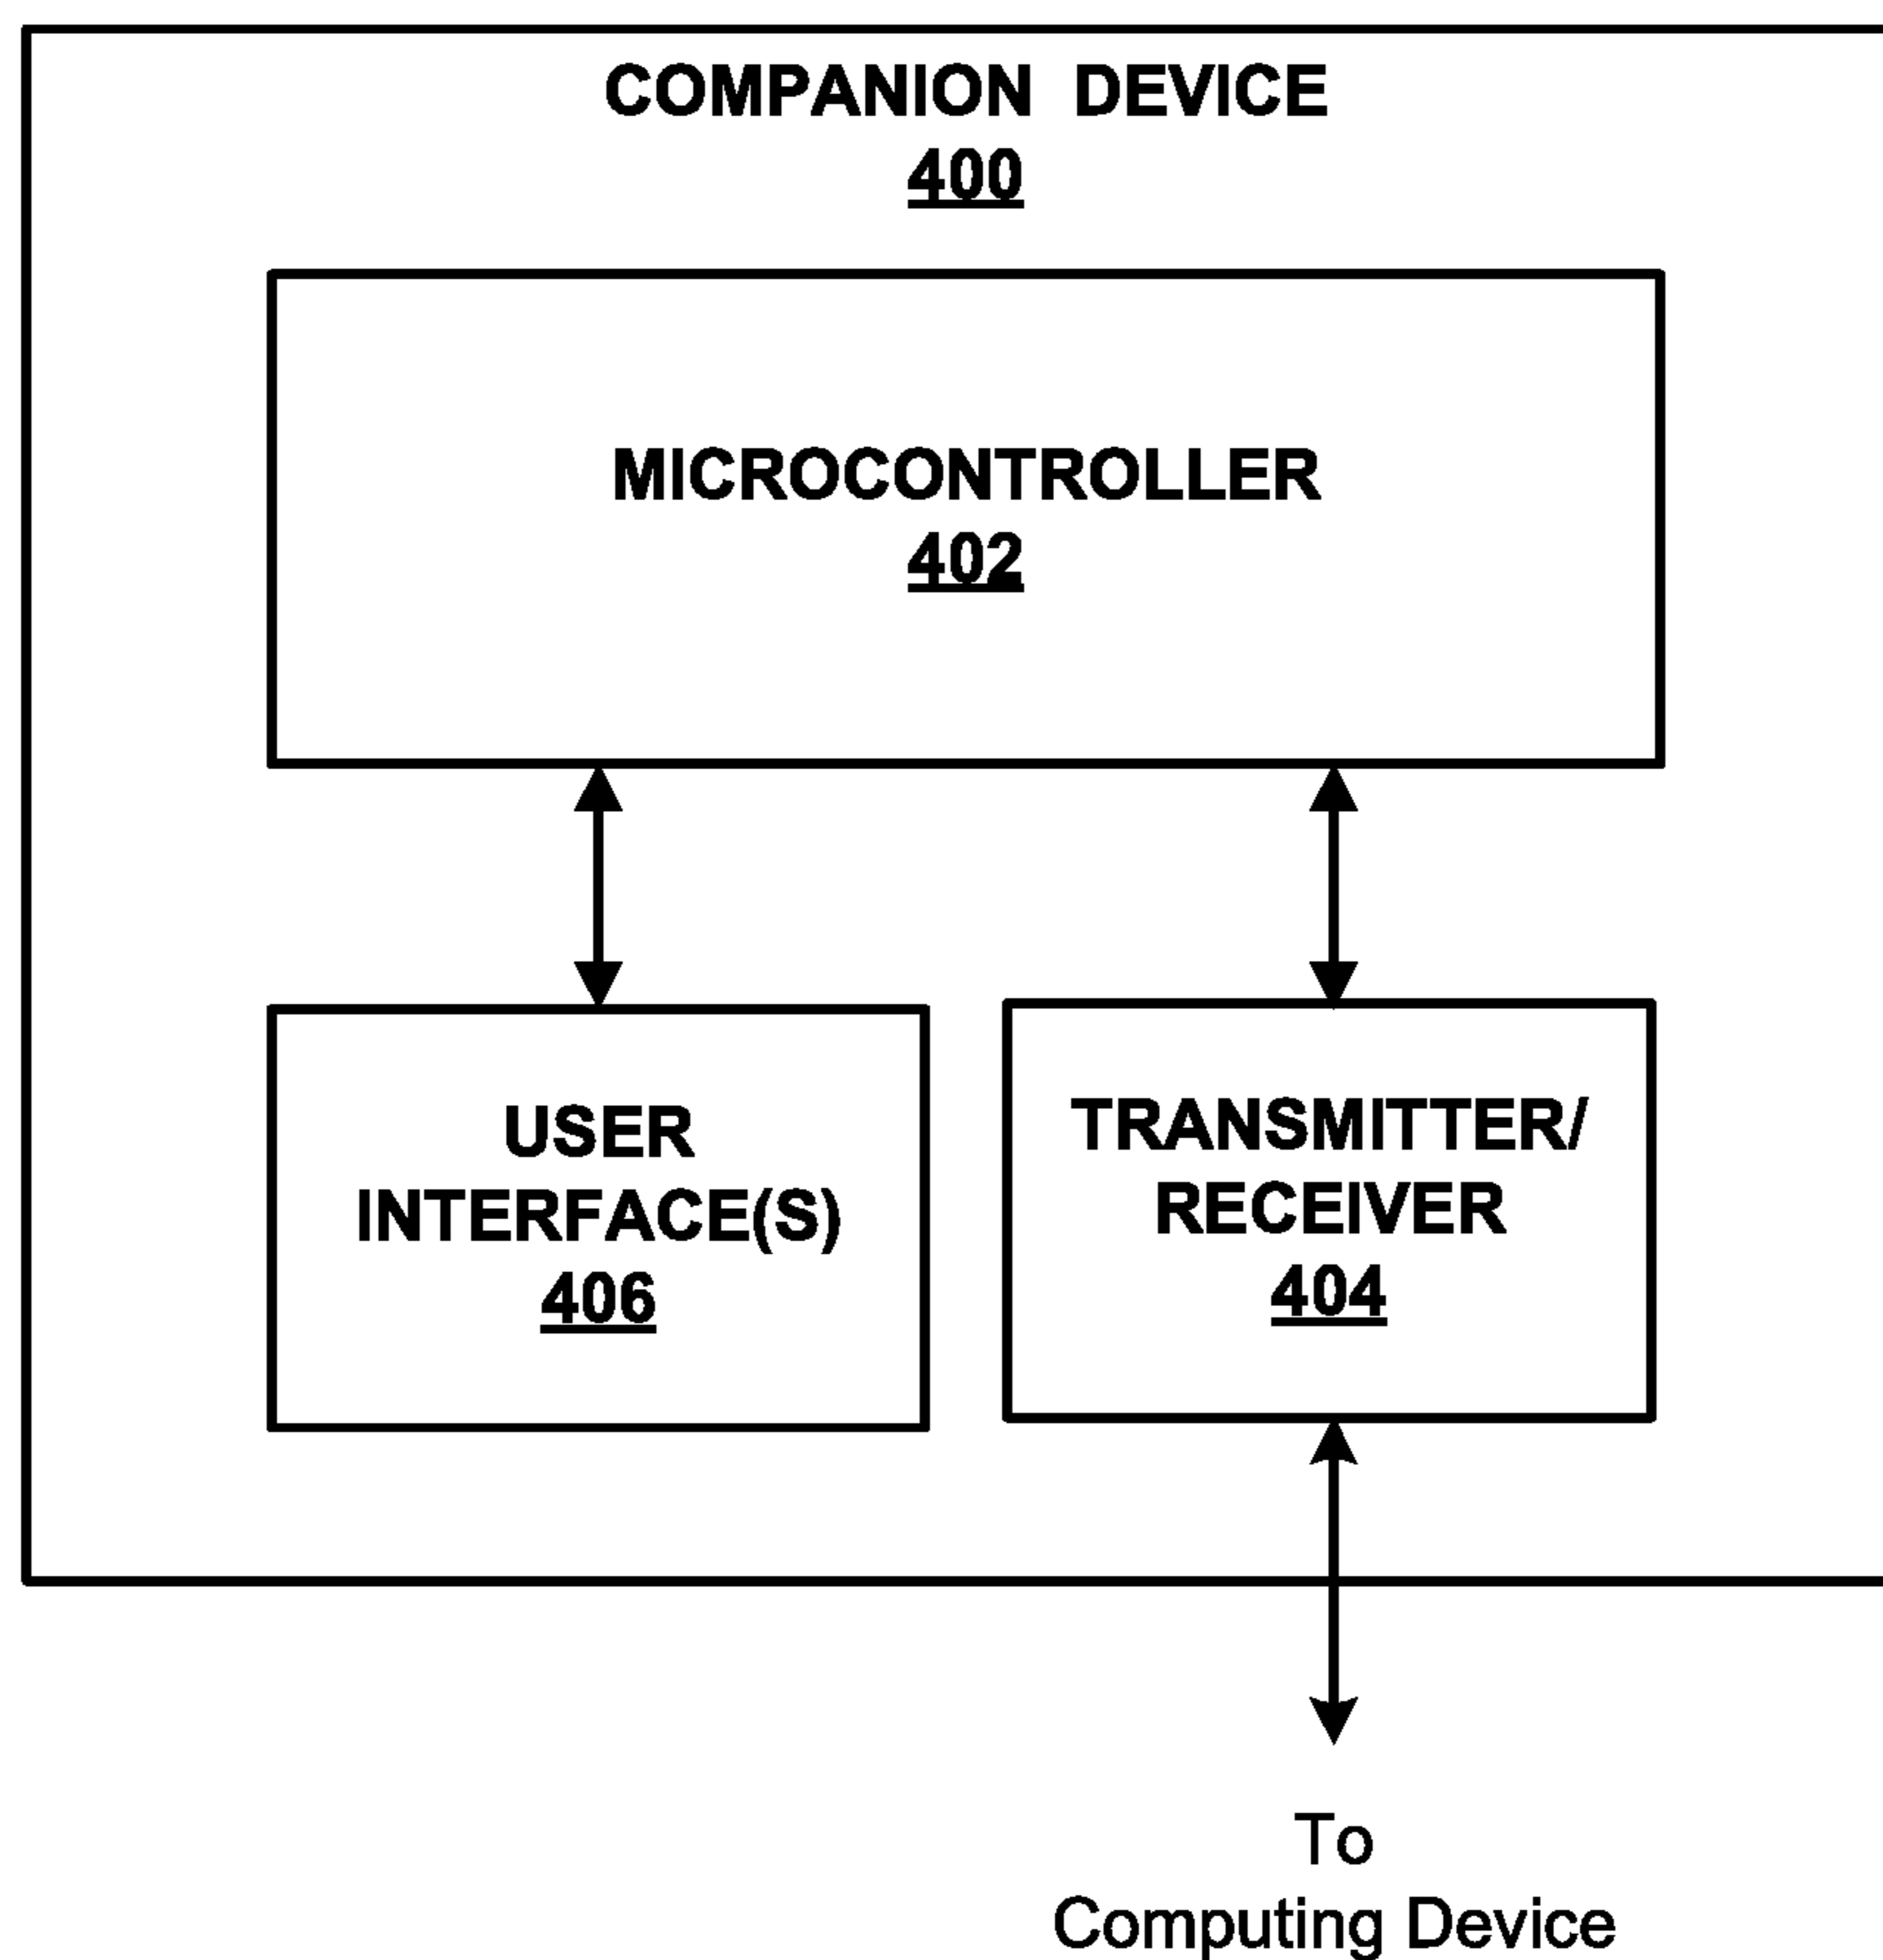 COMPANION DEVICE
400
MICROCONTROLLER
402
USER
INTERFACE(S)
406
TRANSMITTER/
RECEIVER
404
To
Computing Device